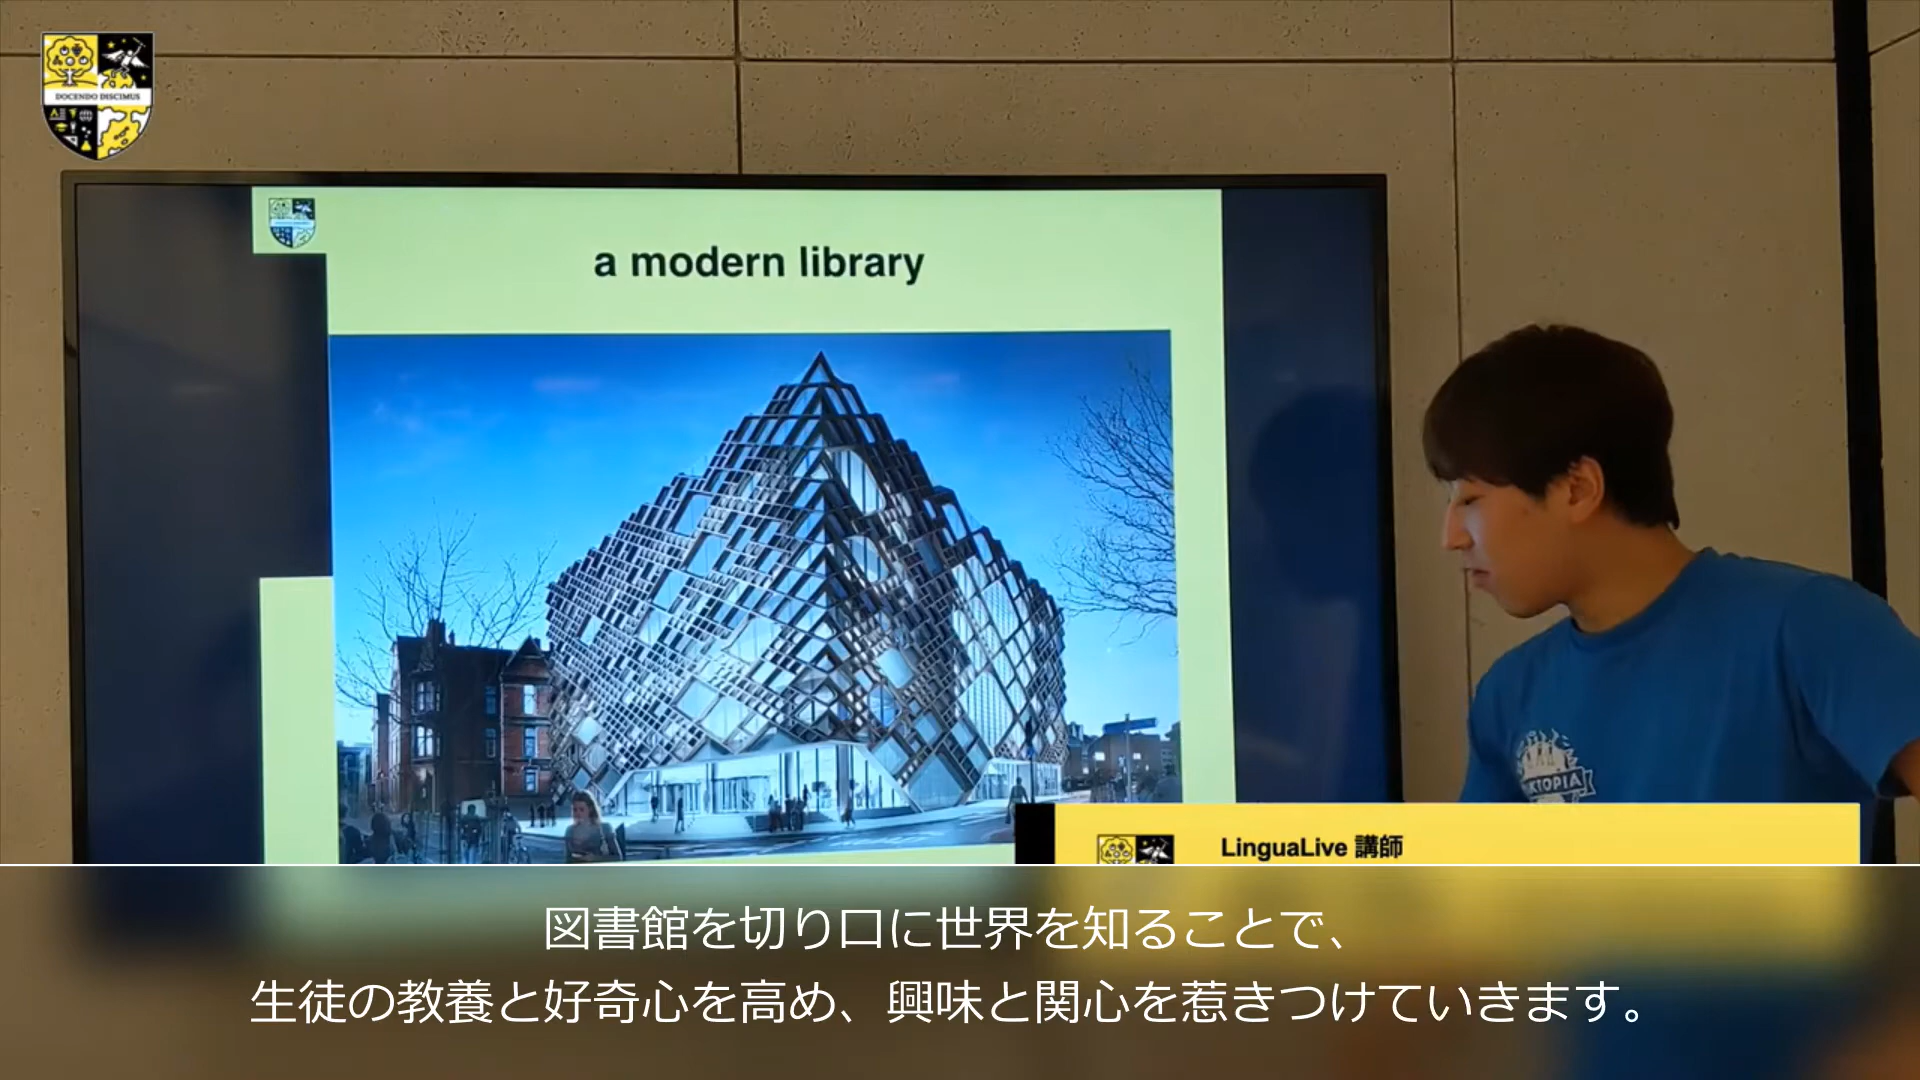 DOCENDO DISCIMUS
a modern library
LinguaLive 講師
図書館を切り口に世界を知ることで、
生徒の教養と好奇心を高め、興味と関心を惹きつけていきます。